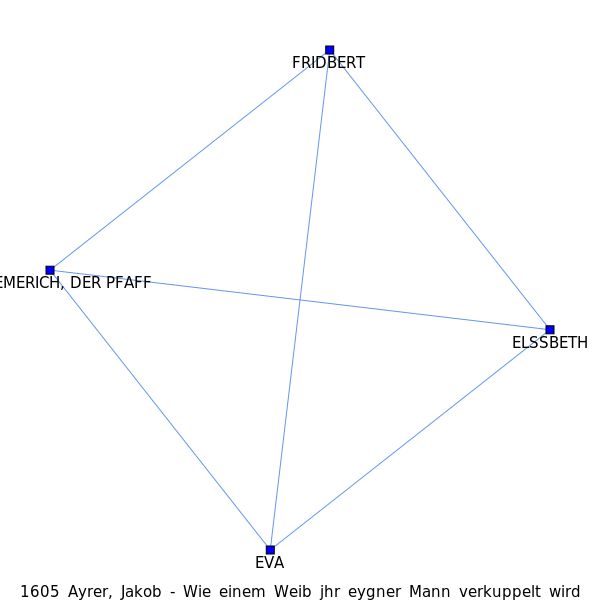 FRIDBERT
EMERICH, DER PFAFF
ELSSBETH
EVA
1605 Ayrer, Jakob - Wie einem Weib jhr eygner Mann verkuppelt wird